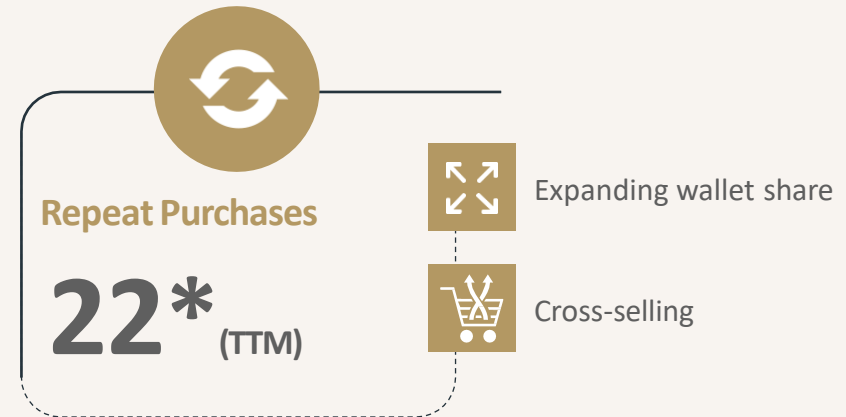 Repeat Purchases
22* (TTM)
Expanding wallet share
Cross-selling